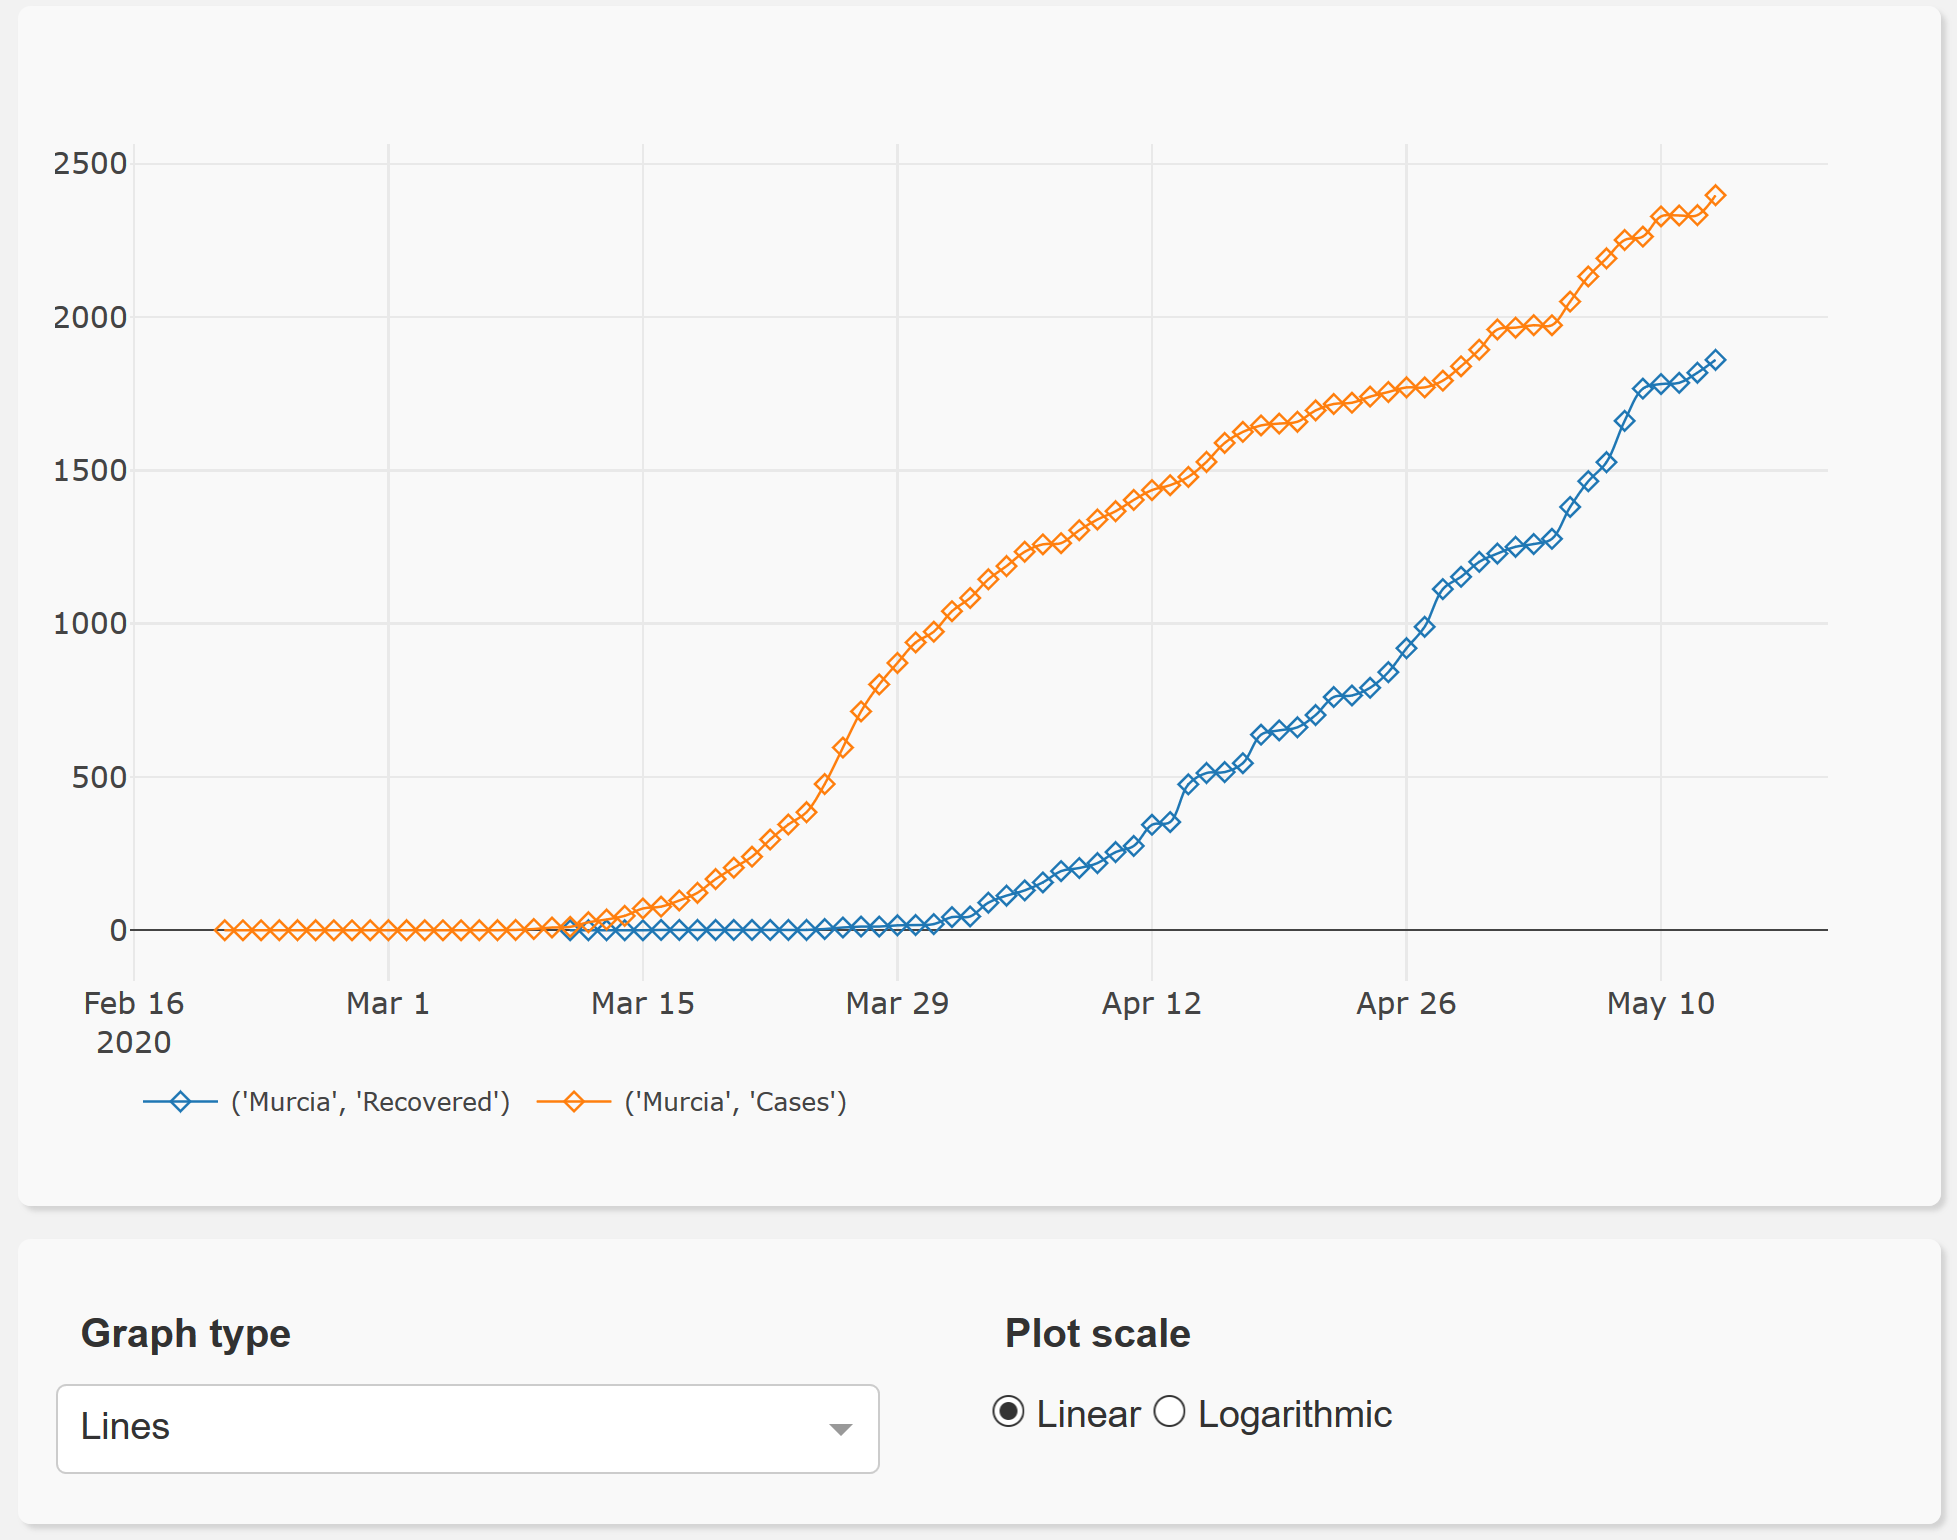 2500
2000
1500
1000
500
0
Feb 16 Mar 1 Mar 15 Mar 29 Apr 12 Apr 26 May 10
2020
('Murcia', 'Recovered') ('Murcia', 'Cases')
Graph type Plot scale
Lines Linear Logarithmic